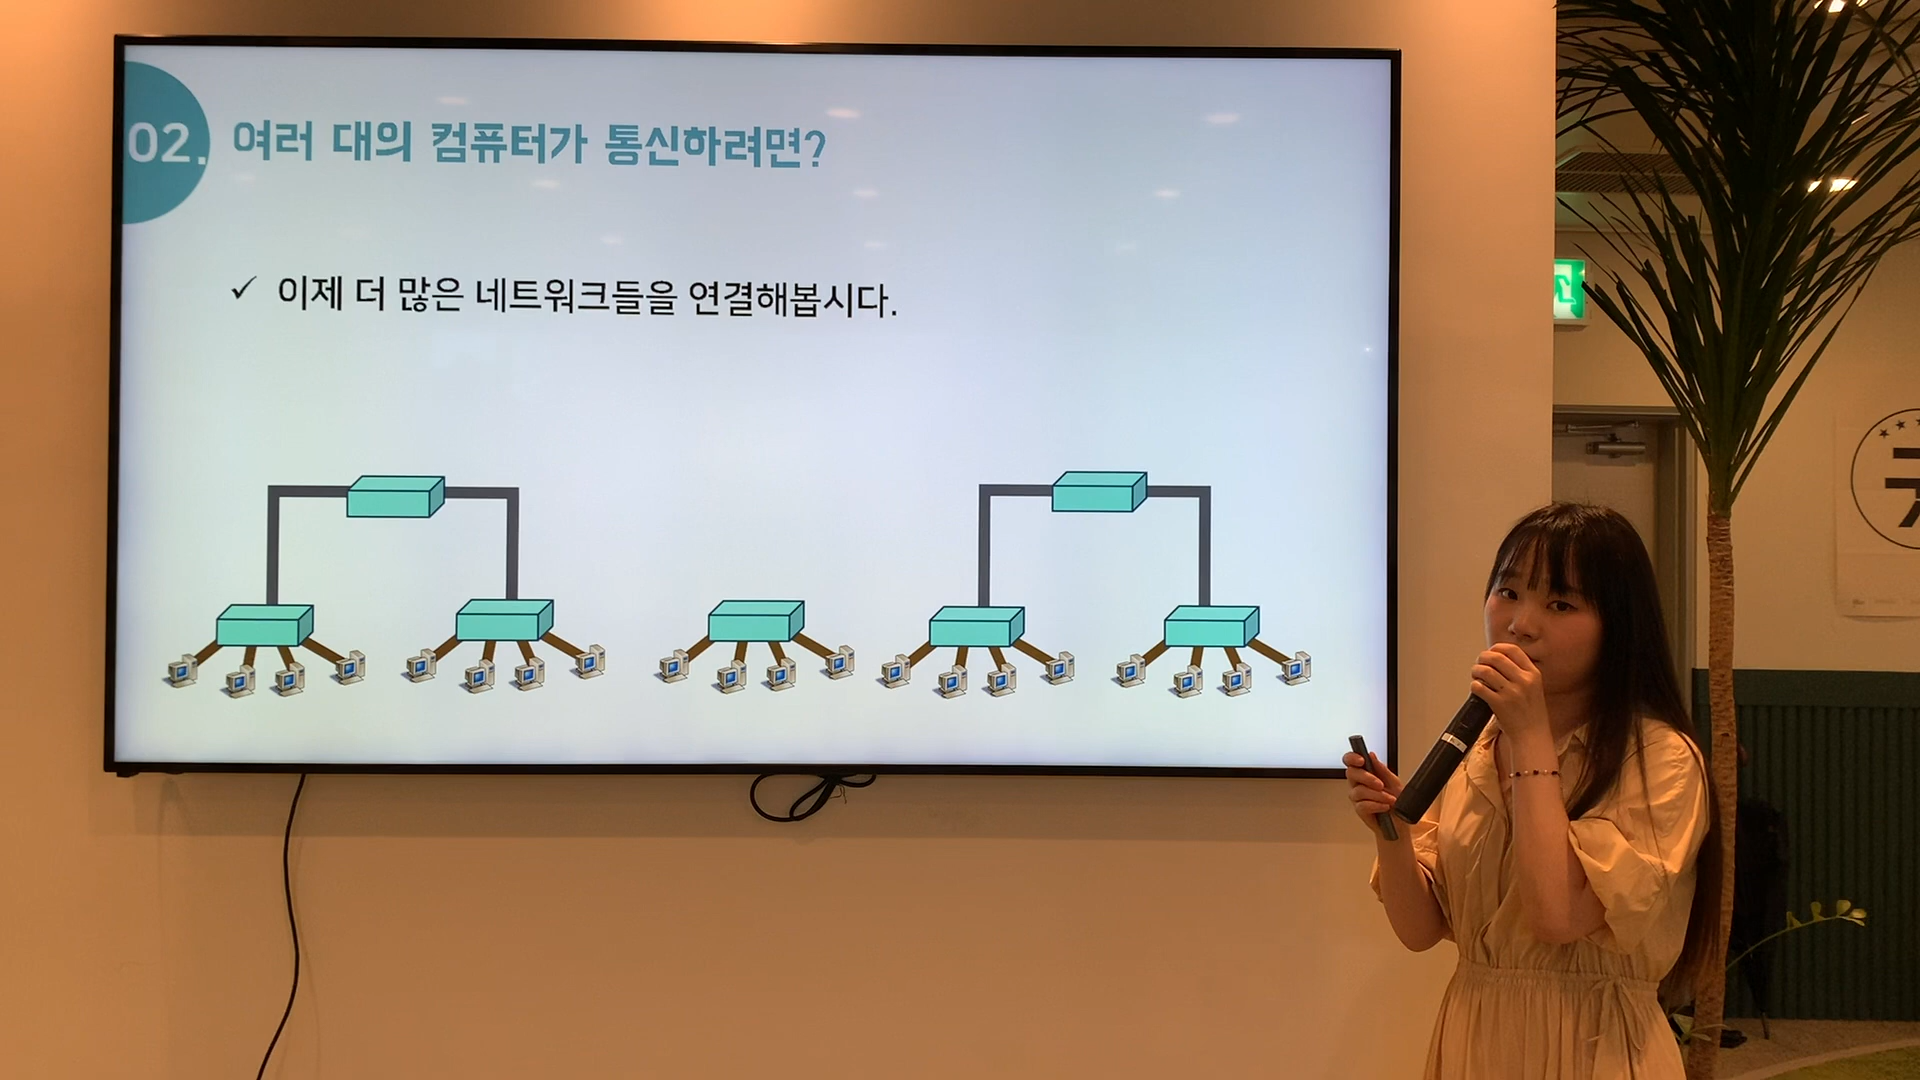 02. 여러 대의 컴퓨터가 통신하려면?
✓ 이제 더 많은 네트워크들을 연결해봅시다.